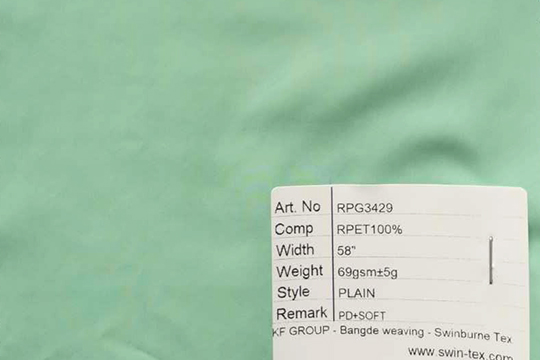 Art. No RPG3429
Comp RPET100%
Width 58"
Weight 69gsm±5g
Style PLAIN
Remark PD+SOFT
KF GROUP - Bangde weaving - Swinburne Tex
www.swin-tex.com